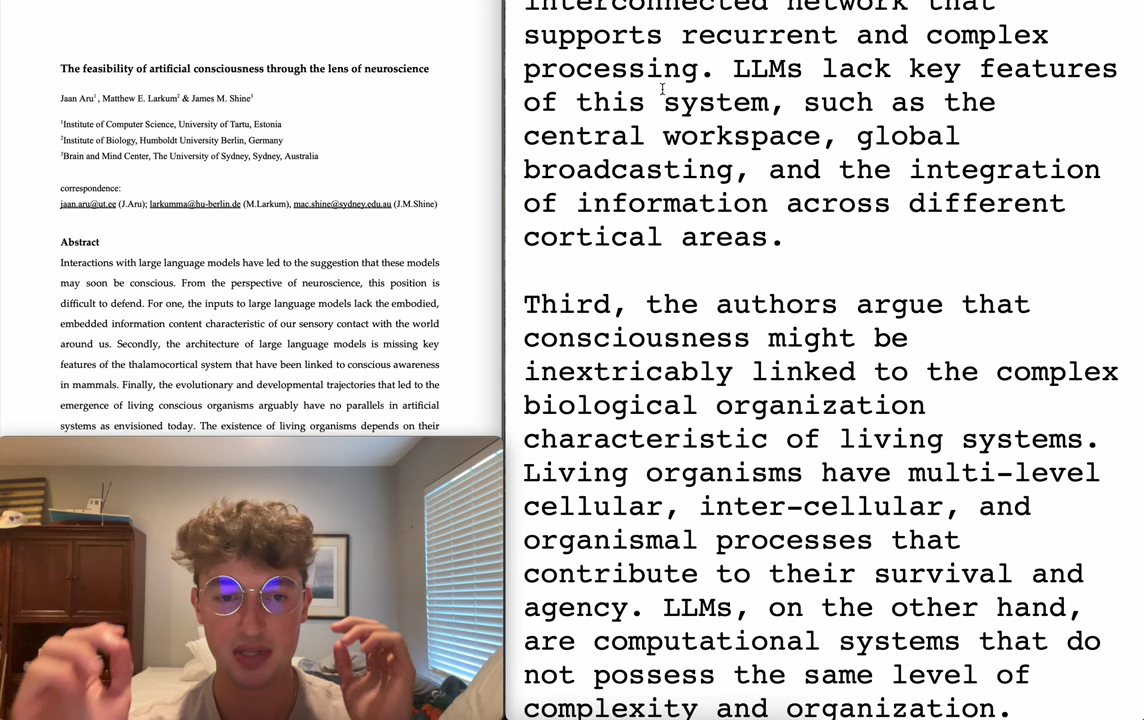 The feasibility of artificial consciousness through the lens of neuroscience
Jaan Aru1, Matthew E. Larkum2 & James M. Shine3
1Institute of Computer Science, University of Tartu, Estonia
2Institute of Biology, Humboldt University Berlin, Germany
3Brain and Mind Center, The University of Sydney, Sydney, Australia
correspondence:
jaan.aru@ut.ee (J.Aru); larkumma@hu-berlin.de (M.Larkum), mac.shine@sydney.edu.au (J.M.Shine)
Abstract
Interactions with large language models have led to the suggestion that these models
may soon be conscious. From the perspective of neuroscience, this position is
difficult to defend. For one, the inputs to large language models lack the embodied,
embedded information content characteristic of our sensory contact with the world
around us. Secondly, the architecture of large language models is missing key
features of the thalamocortical system that have been linked to conscious awareness
in mammals. Finally, the evolutionary and developmental trajectories that led to the
emergence of living conscious organisms arguably have no parallels in artificial
systems as envisioned today. The existence of living organisms depends on their
interconnected network that
supports recurrent and complex
processing. LLMs lack key features
of this system, such as the
central workspace, global
broadcasting, and the integration
of information across different
cortical areas.
Third, the authors argue that
consciousness might be
inextricably linked to the complex
biological organization
characteristic of living systems.
Living organisms have multi-level
cellular, inter-cellular, and
organismal processes that
contribute to their survival and
agency. LLMs, on the other hand,
are computational systems that do
not possess the same level of
complexity and organization.